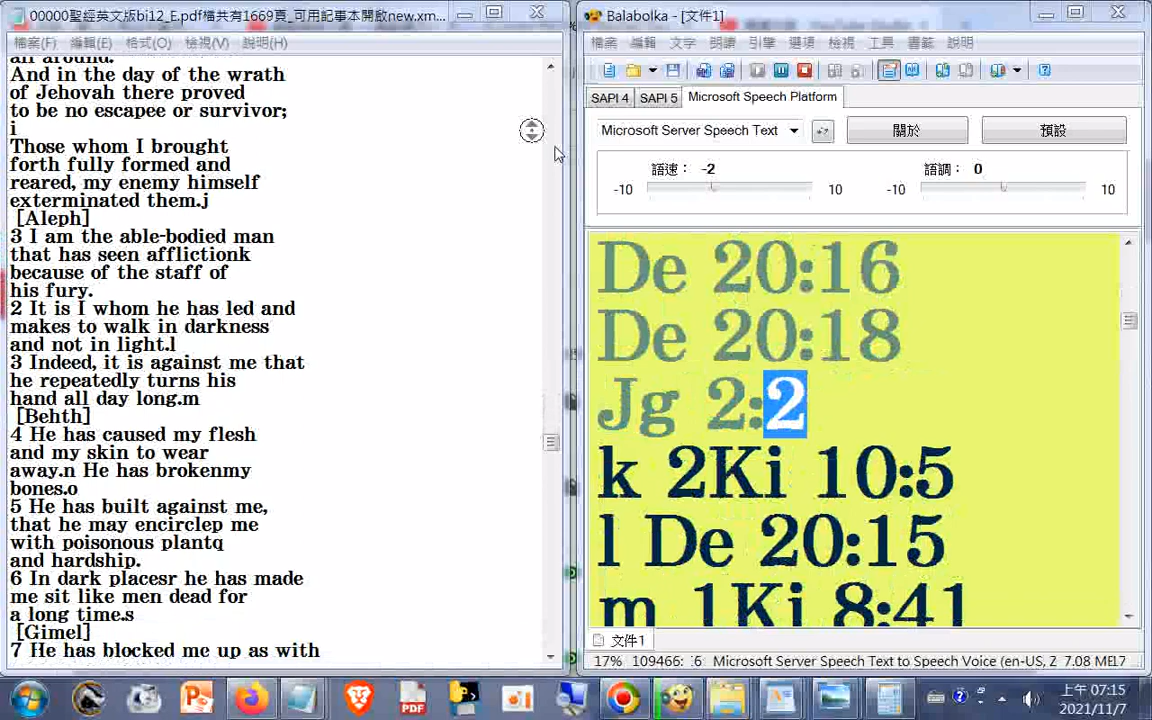 00000聖經英文版bi12_E.pdf檔共有1669頁_可用記事本開啟new.xm...
檔案(F) 編輯(E) 格式(O) 檢視(V) 說明(H)
all around.
And in the day of the wrath
of Jehovah there proved
to be no escapee or survivor;
i
Those whom I brought
forth fully formed and
reared, my enemy himself
exterminated them.j
[Aleph]
3 I am the able-bodied man
that has seen afflictionk
because of the staff of
his fury.
2 It is I whom he has led and
makes to walk in darkness
and not in light.l
3 Indeed, it is against me that
he repeatedly turns his
hand all day long.m
[Behth]
4 He has caused my flesh
and my skin to wear
away.n He has brokenmy
bones.o
5 He has built against me,
that he may encirclep me
with poisonous plantq
and hardship.
6 In dark placesr he has made
me sit like men dead for
a long time.s
[Gimel]
7 He has blocked me up as with
Balabolka - [文件1]
檔案 編輯 文字 朗讀 引擎 選項 檢視 工具 書籤 說明
SAPI 4 SAPI 5 Microsoft Speech Platform
Microsoft Server Speech Text 關於 預設
語速： -2 語調： 0
-10 10 -10 10
De 20:16
De 20:18
Jg 2:2
k 2Ki 10:5
l De 20:15
m 1Ki 8:41
文件1
17% 109466: :6 Microsoft Server Speech Text to Speech Voice (en-US, 2 7.08 ME17
PDF
上午 07:15
2021/11/7